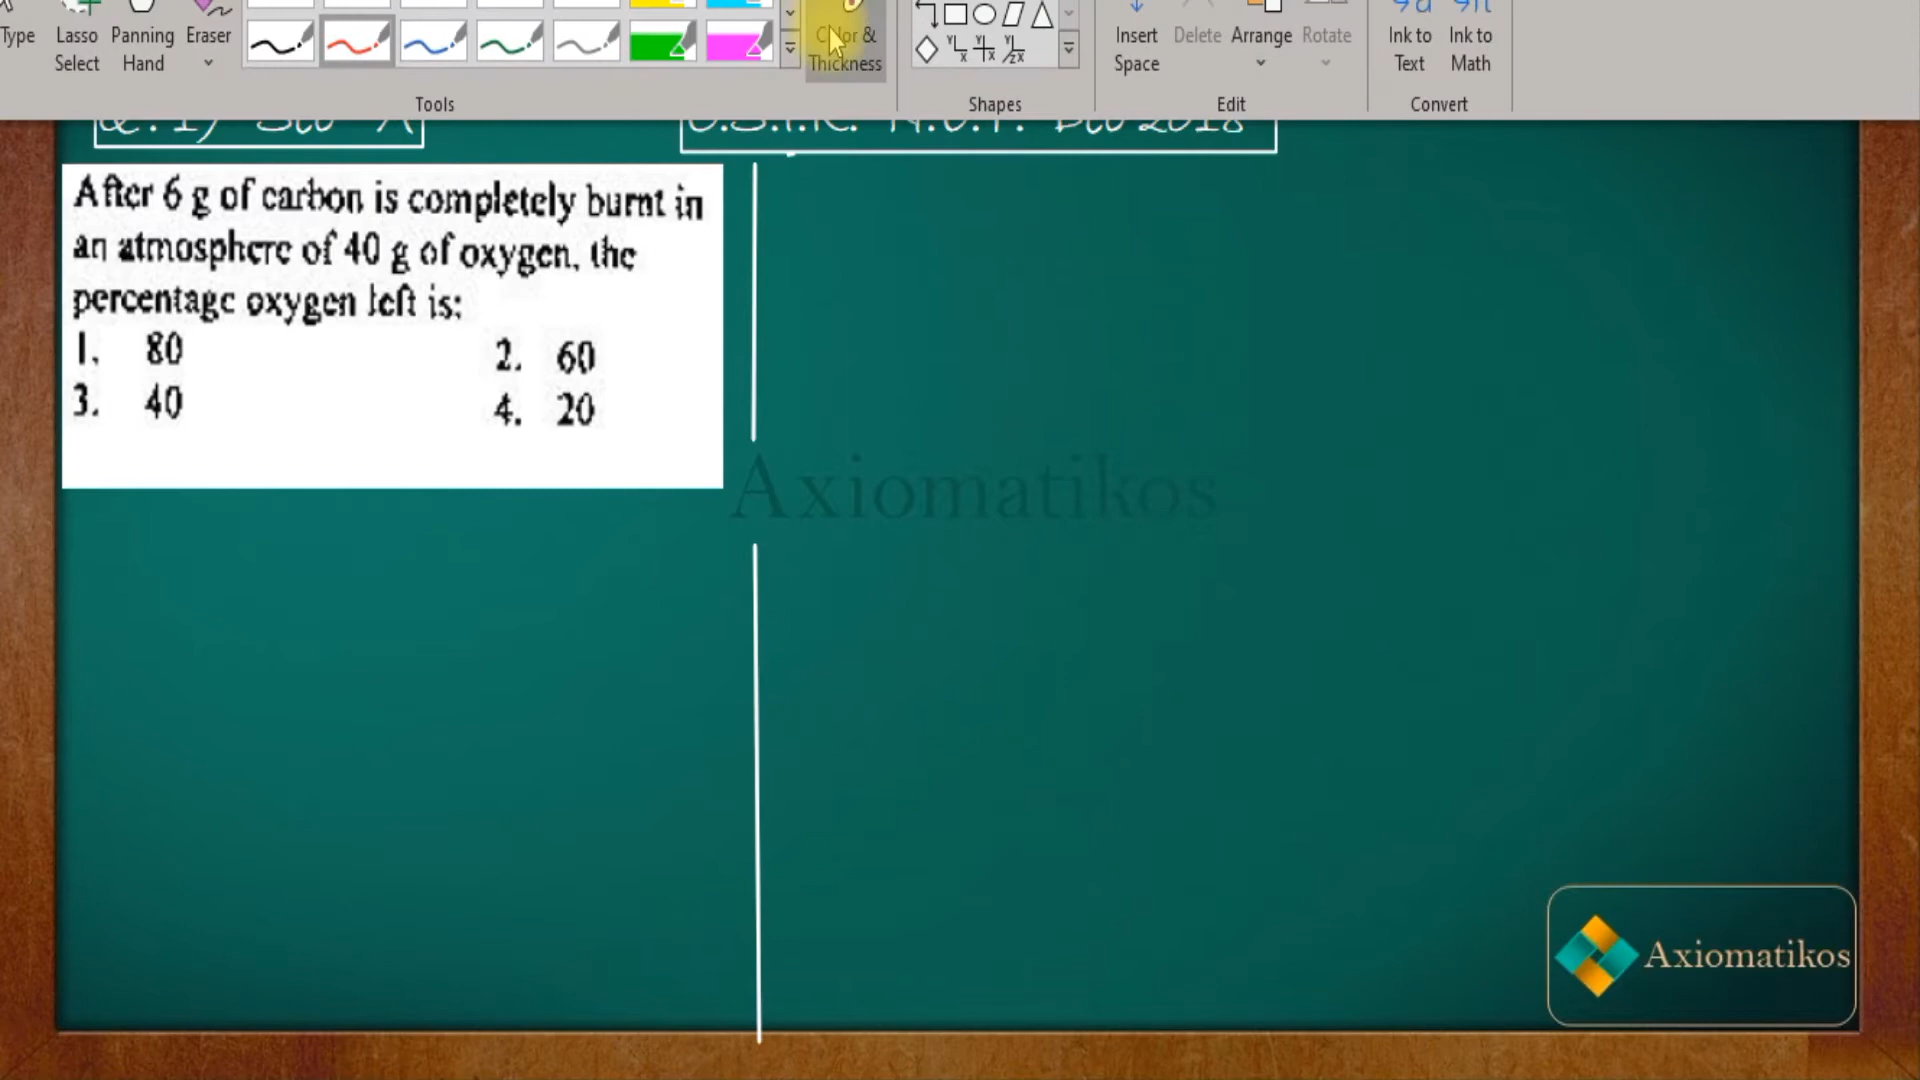 Type
Lasso Select
Panning Hand
Eraser
Color & Thickness
Insert Space
Delete
Arrange
Rotate
Ink to Text
Ink to Math
Tools
Shapes
Edit
Convert
After 6 g of carbon is completely burnt in
an atmosphere of 40 g of oxygen, the
percentage oxygen left is:
1. 80 2. 60
3. 40 4. 20
Axiomatikos
Axiomatikos